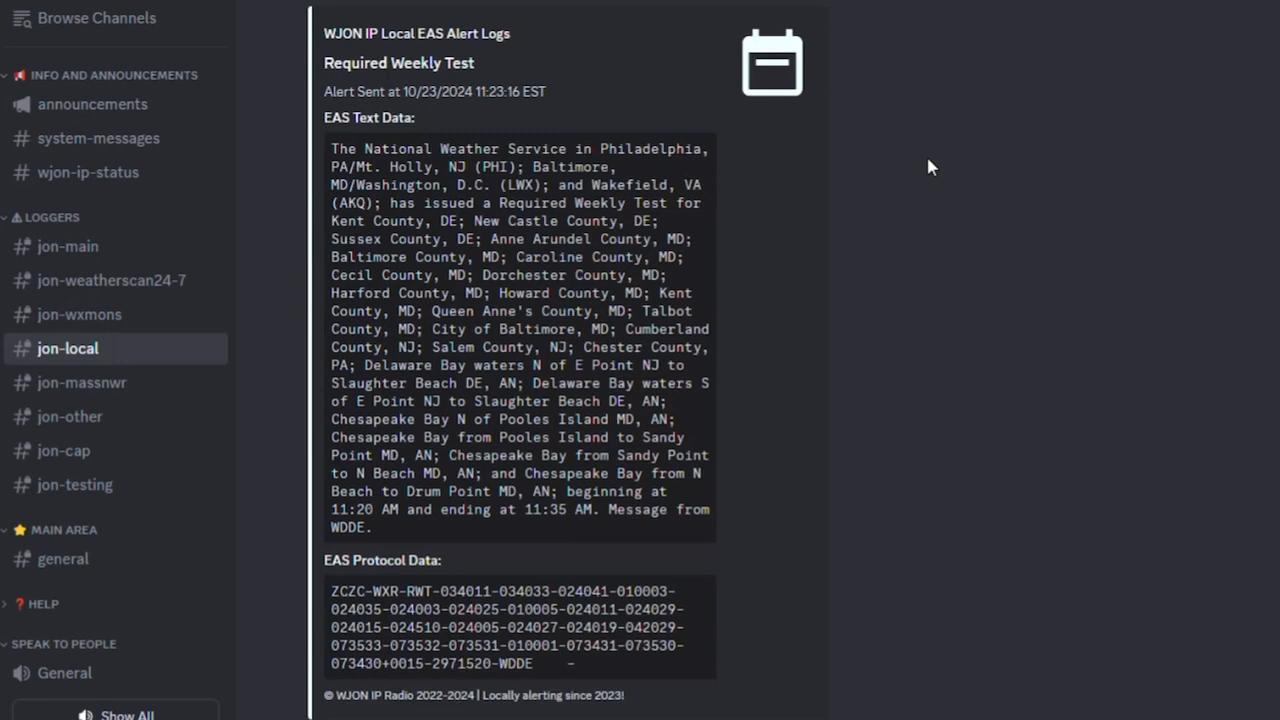 Browse Channels
INFO AND ANNOUNCEMENTS
announcements
system-messages
wjon-ip-status
LOGGERS
jon-main
jon-weatherscan24-7
jon-wxmons
jon-local
jon-massnwr
jon-other
jon-cap
jon-testing
MAIN AREA
general
HELP
SPEAK TO PEOPLE
General
Show All
WJON IP Local EAS Alert Logs
Required Weekly Test
Alert Sent at 10/23/2024 11:23:16 EST
EAS Text Data:
The National Weather Service in Philadelphia,
PA/Mt. Holly, NJ (PHI); Baltimore,
MD/Washington, D.C. (LWX); and Wakefield, VA
(AKQ); has issued a Required Weekly Test for
Kent County, DE; New Castle County, DE;
Sussex County, DE; Anne Arundel County, MD;
Baltimore County, MD; Caroline County, MD;
Cecil County, MD; Dorchester County, MD;
Harford County, MD; Howard County, MD; Kent
County, MD; Queen Anne's County, MD; Talbot
County, MD; City of Baltimore, MD; Cumberland
County, NJ; Salem County, NJ; Chester County,
PA; Delaware Bay waters N of E Point NJ to
Slaughter Beach DE, AN; Delaware Bay waters S
of E Point NJ to Slaughter Beach DE, AN;
Chesapeake Bay N of Pooles Island MD, AN;
Chesapeake Bay from Pooles Island to Sandy
Point MD, AN; Chesapeake Bay from Sandy Point
to N Beach MD, AN; and Chesapeake Bay from N
Beach to Drum Point MD, AN; beginning at
11:20 AM and ending at 11:35 AM. Message from
WDDE.
EAS Protocol Data:
ZCZC-WXR-RWT-034011-034033-024041-010003-
024035-024003-024025-010005-024011-024029-
024015-024510-024005-024027-024019-042029-
073533-073532-073531-010001-073431-073530-
073430+0015-2971520-WDDE    -
© WJON IP Radio 2022-2024 | Locally alerting since 2023!